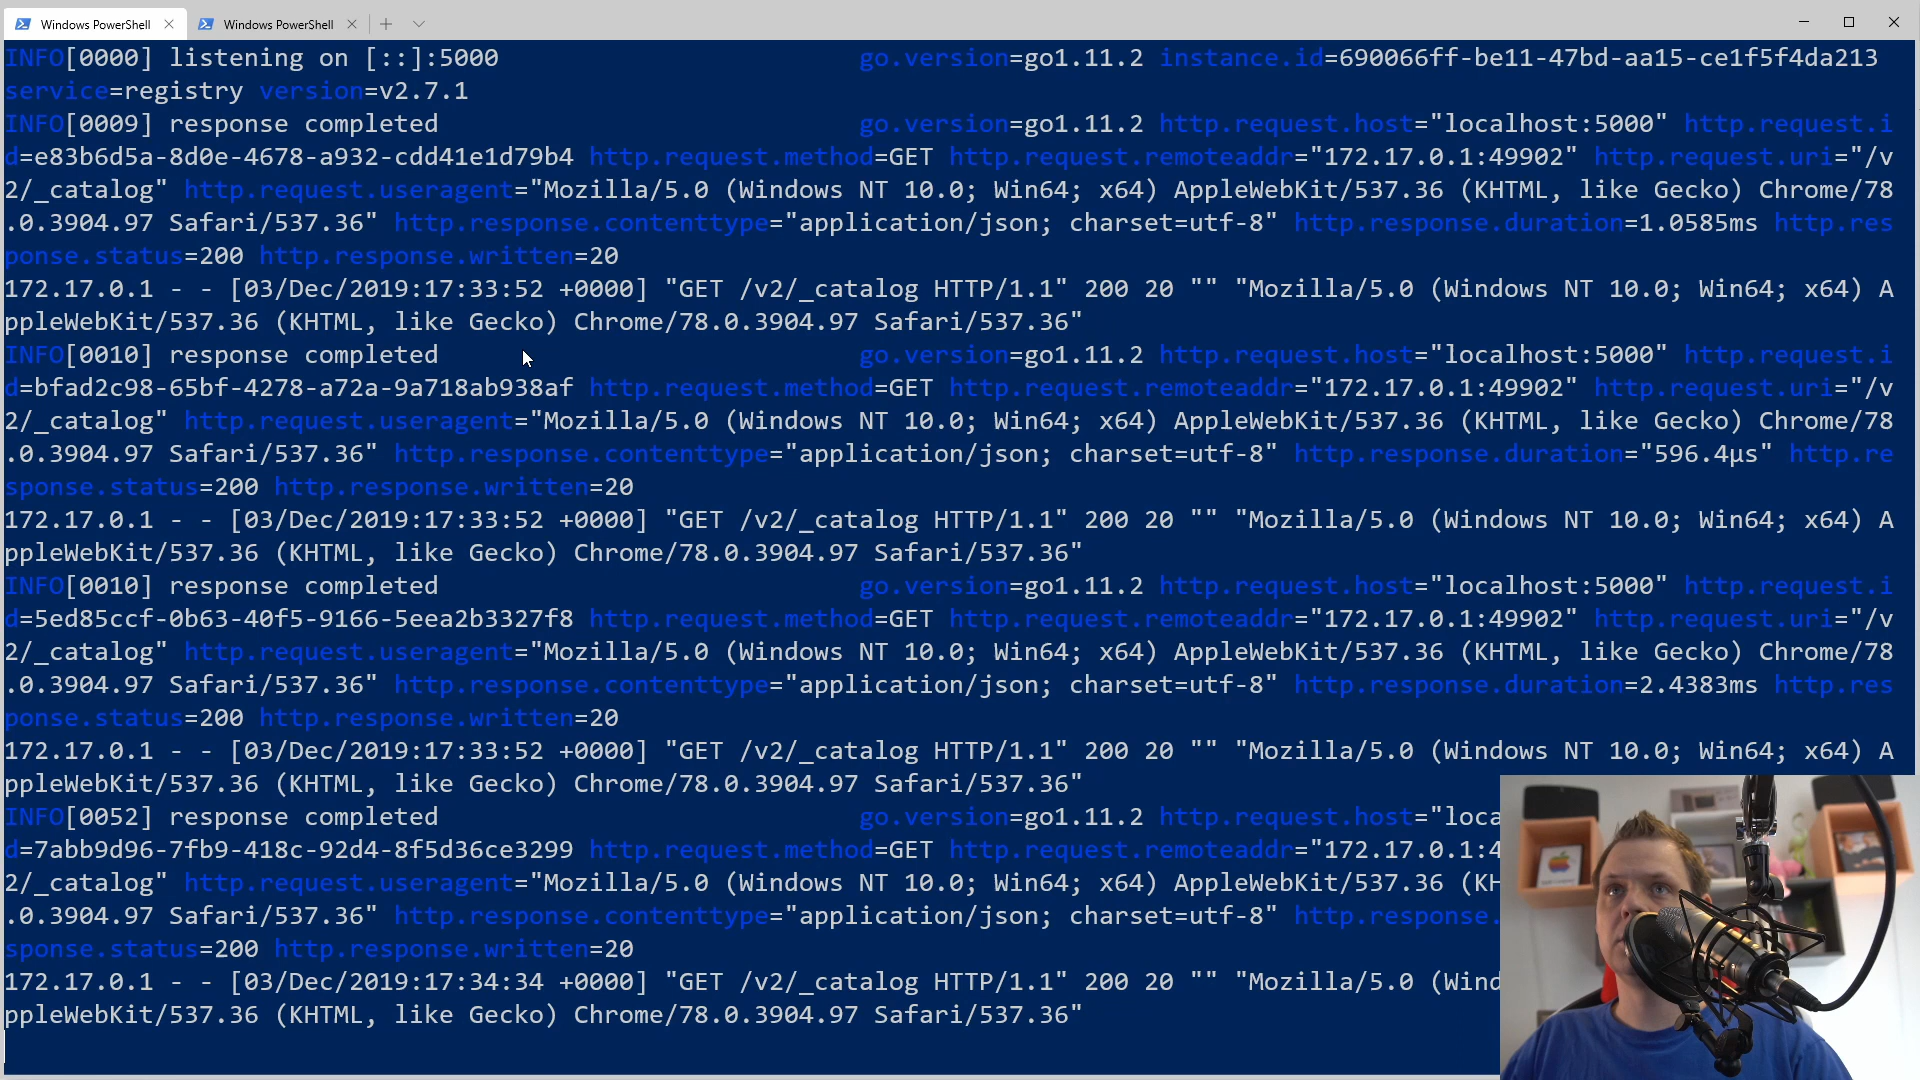 Windows PowerShell
Windows PowerShell
INFO[0000] listening on [::]:5000 go.version=go1.11.2 instance.id=690066ff-be11-47bd-aa15-ce1f5f4da213
service=registry version=v2.7.1
INFO[0009] response completed go.version=go1.11.2 http.request.host="localhost:5000" http.request.i
d=e83b6d5a-8d0e-4678-a932-cdd41e1d79b4 http.request.method=GET http.request.remoteaddr="172.17.0.1:49902" http.request.uri="/v
2/_catalog" http.request.useragent="Mozilla/5.0 (Windows NT 10.0; Win64; x64) AppleWebKit/537.36 (KHTML, like Gecko) Chrome/78
.0.3904.97 Safari/537.36" http.response.contenttype="application/json; charset=utf-8" http.response.duration=1.0585ms http.res
ponse.status=200 http.response.written=20
172.17.0.1 - - [03/Dec/2019:17:33:52 +0000] "GET /v2/_catalog HTTP/1.1" 200 20 "" "Mozilla/5.0 (Windows NT 10.0; Win64; x64) A
ppleWebKit/537.36 (KHTML, like Gecko) Chrome/78.0.3904.97 Safari/537.36"
INFO[0010] response completed go.version=go1.11.2 http.request.host="localhost:5000" http.request.i
d=bfad2c98-65bf-4278-a72a-9a718ab938af http.request.method=GET http.request.remoteaddr="172.17.0.1:49902" http.request.uri="/v
2/_catalog" http.request.useragent="Mozilla/5.0 (Windows NT 10.0; Win64; x64) AppleWebKit/537.36 (KHTML, like Gecko) Chrome/78
.0.3904.97 Safari/537.36" http.response.contenttype="application/json; charset=utf-8" http.response.duration="596.4µs" http.re
sponse.status=200 http.response.written=20
172.17.0.1 - - [03/Dec/2019:17:33:52 +0000] "GET /v2/_catalog HTTP/1.1" 200 20 "" "Mozilla/5.0 (Windows NT 10.0; Win64; x64) A
ppleWebKit/537.36 (KHTML, like Gecko) Chrome/78.0.3904.97 Safari/537.36"
INFO[0010] response completed go.version=go1.11.2 http.request.host="localhost:5000" http.request.i
d=5ed85ccf-0b63-40f5-9166-5eea2b3327f8 http.request.method=GET http.request.remoteaddr="172.17.0.1:49902" http.request.uri="/v
2/_catalog" http.request.useragent="Mozilla/5.0 (Windows NT 10.0; Win64; x64) AppleWebKit/537.36 (KHTML, like Gecko) Chrome/78
.0.3904.97 Safari/537.36" http.response.contenttype="application/json; charset=utf-8" http.response.duration=2.4383ms http.res
ponse.status=200 http.response.written=20
172.17.0.1 - - [03/Dec/2019:17:33:52 +0000] "GET /v2/_catalog HTTP/1.1" 200 20 "" "Mozilla/5.0 (Windows NT 10.0; Win64; x64) A
ppleWebKit/537.36 (KHTML, like Gecko) Chrome/78.0.3904.97 Safari/537.36"
INFO[0052] response completed go.version=go1.11.2 http.request.host="loca
d=7abb9d96-7fb9-418c-92d4-8f5d36ce3299 http.request.method=GET http.request.remoteaddr="172.17.0.1:4
2/_catalog" http.request.useragent="Mozilla/5.0 (Windows NT 10.0; Win64; x64) AppleWebKit/537.36 (KH
.0.3904.97 Safari/537.36" http.response.contenttype="application/json; charset=utf-8" http.response.
sponse.status=200 http.response.written=20
172.17.0.1 - - [03/Dec/2019:17:34:34 +0000] "GET /v2/_catalog HTTP/1.1" 200 20 "" "Mozilla/5.0 (Wind
ppleWebKit/537.36 (KHTML, like Gecko) Chrome/78.0.3904.97 Safari/537.36"